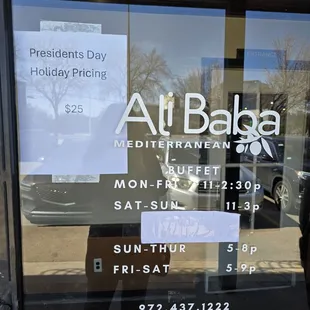 Presidents Day
Holiday Pricing
$25
Ali Baba
MEDITERRANEAN
BUFFET
MON-FRI 11-2:30p
SAT-SUN 11-3p
SUN-THUR 5-8p
FRI-SAT 5-9p
972.437.1222